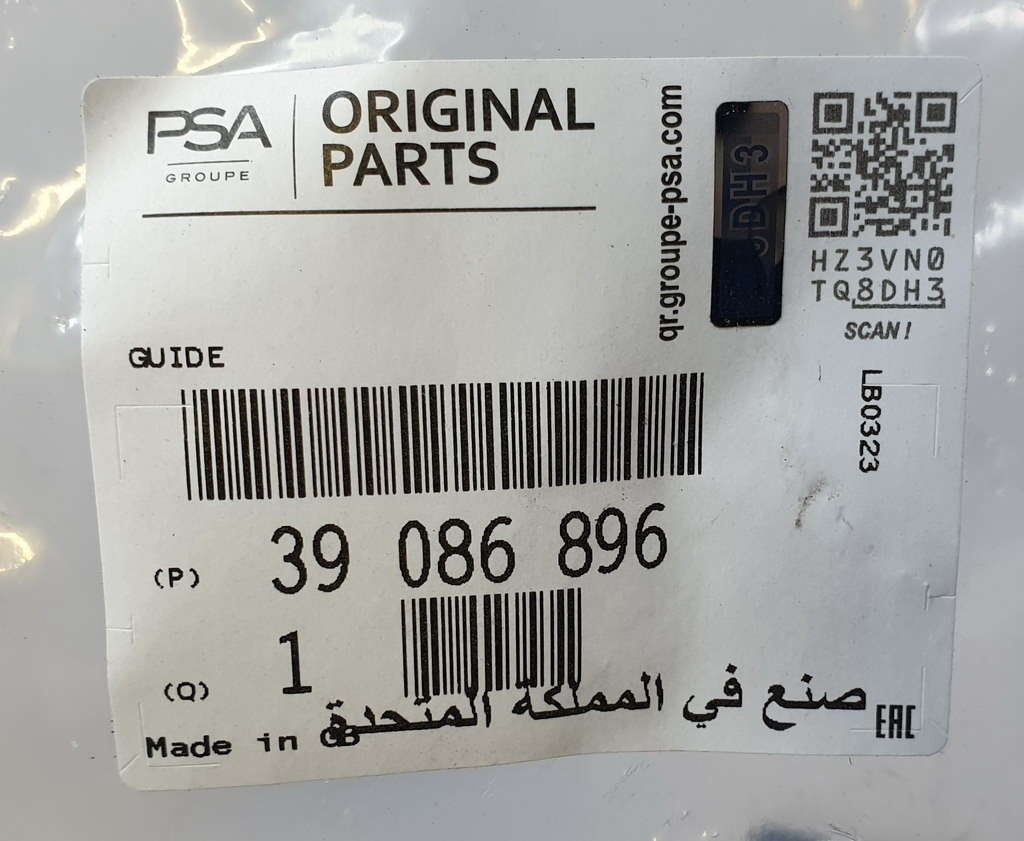 PSA
GROUPE
ORIGINAL
PARTS
qr.groupe-psa.com
8DH3
HZ3VN0
TQ8DH3
SCAN!
LB0323
GUIDE
(P) 39 086 896
(Q) 1
صنع في المملكة المتحدة
Made in GB
EAC